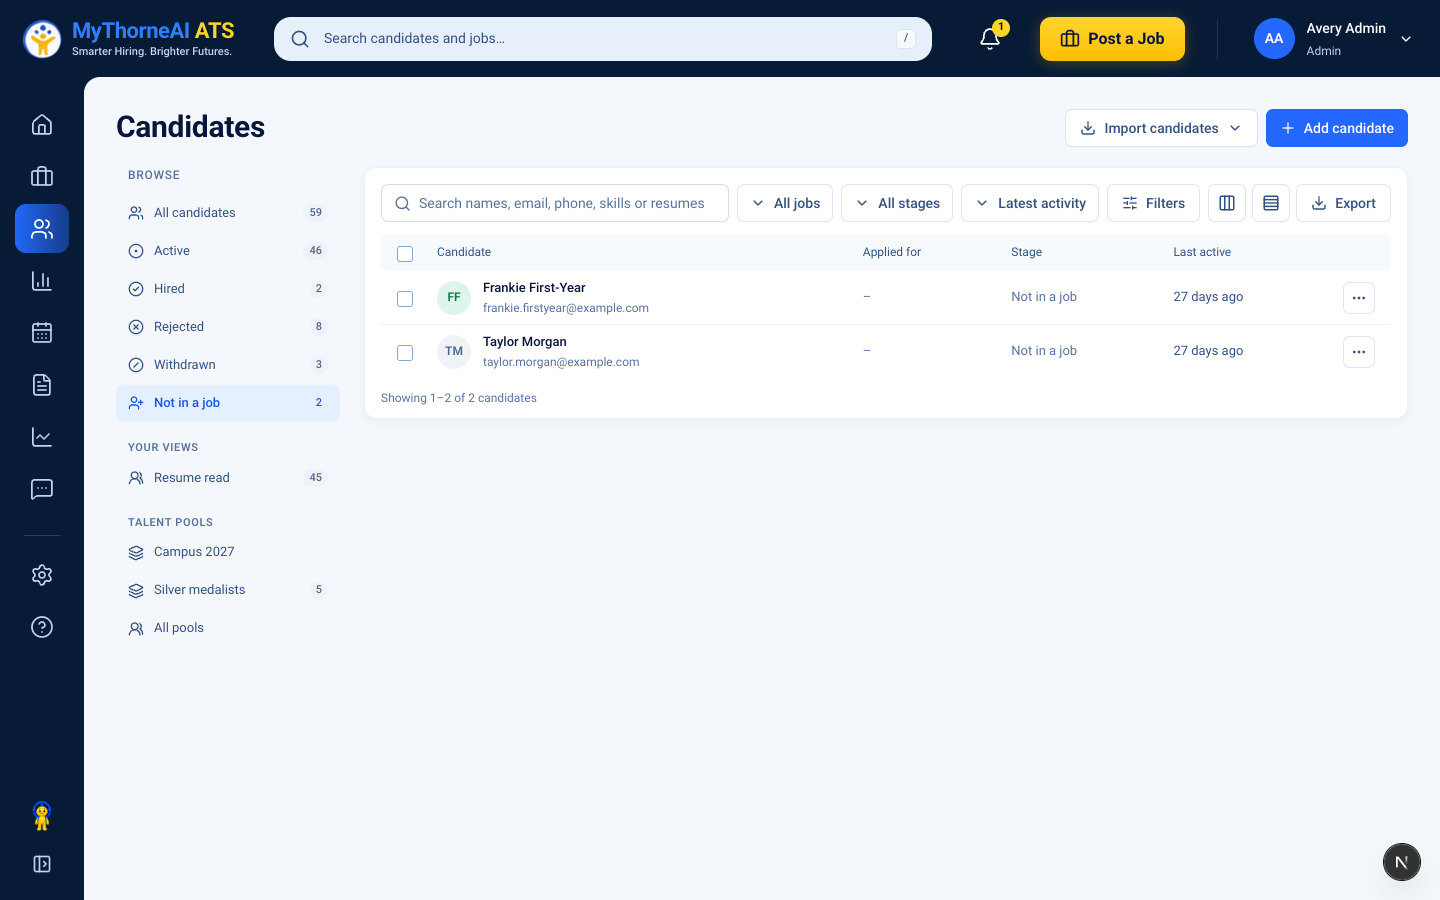 MyThorneAI ATS
Smarter Hiring. Brighter Futures.
Search candidates and jobs...
/
1
Post a Job
AA
Avery Admin
Admin
Candidates
Import candidates
Add candidate
BROWSE
All candidates 59
Active 46
Hired 2
Rejected 8
Withdrawn 3
Not in a job 2
YOUR VIEWS
Resume read 45
TALENT POOLS
Campus 2027
Silver medalists 5
All pools
Search names, email, phone, skills or resumes
All jobs
All stages
Latest activity
Filters
Export
Candidate Applied for Stage Last active
FF Frankie First-Year – Not in a job 27 days ago
frankie.firstyear@example.com
TM Taylor Morgan – Not in a job 27 days ago
taylor.morgan@example.com
Showing 1–2 of 2 candidates
N